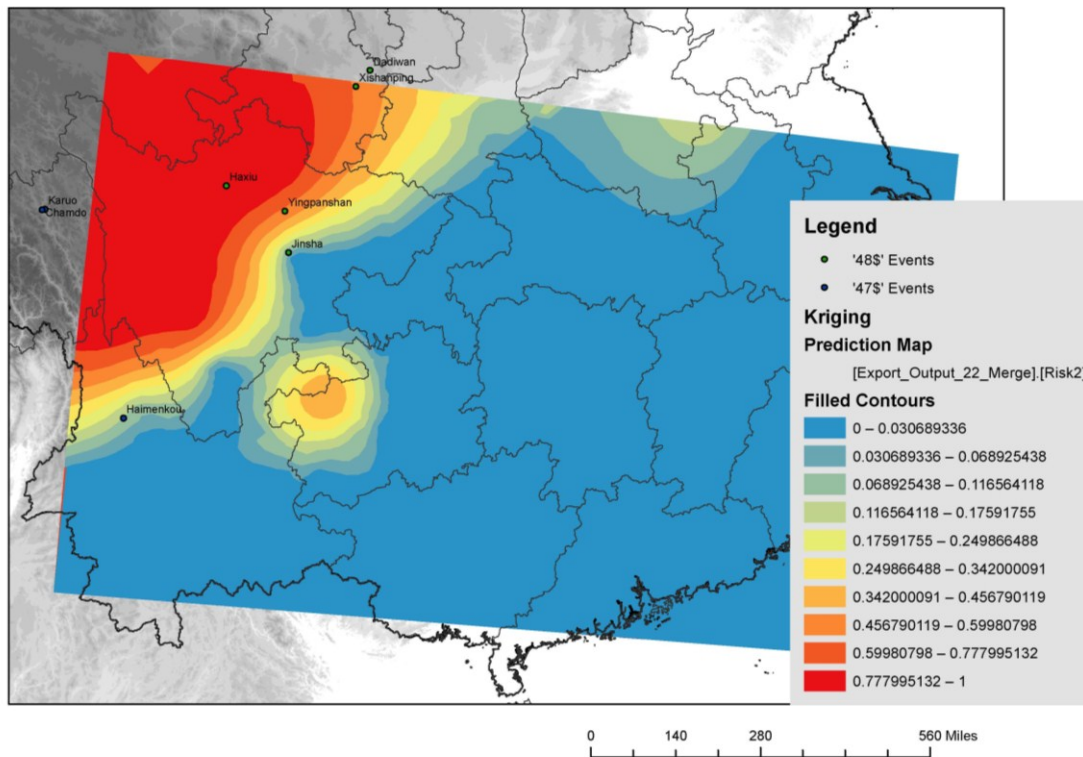 Dadiwan
Xishanping
Haxiu
Karuo
Chamdo
Yingpanshan
Jinsha
Haimenkou
Legend
'48$' Events
'47$' Events
Kriging
Prediction Map
[Export_Output_22_Merge].[Risk2]
Filled Contours
0 – 0.030689336
0.030689336 – 0.068925438
0.068925438 – 0.116564118
0.116564118 – 0.17591755
0.17591755 – 0.249866488
0.249866488 – 0.342000091
0.342000091 – 0.456790119
0.456790119 – 0.59980798
0.59980798 – 0.777995132
0.777995132 – 1
0 140 280 560 Miles